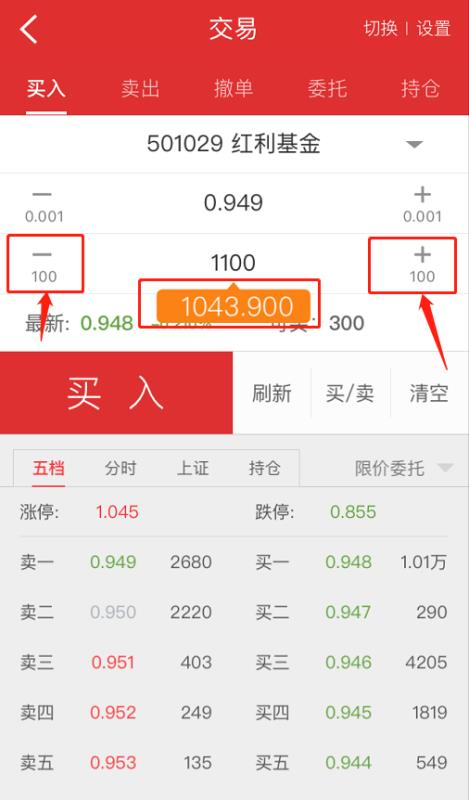 交易
切换 | 设置
买入 卖出 撤单 委托 持仓
501029 红利基金
— 0.001 0.949 + 0.001
— 100 1100 + 100
1043.900
最新: 0.948 300
买 入 刷新 买/卖 清空
五档 分时 上证 持仓 限价委托
涨停: 1.045 跌停: 0.855
卖一 0.949 2680 买一 0.948 1.01万
卖二 0.950 2220 买二 0.947 290
卖三 0.951 403 买三 0.946 4205
卖四 0.952 249 买四 0.945 1819
卖五 0.953 135 买五 0.944 549